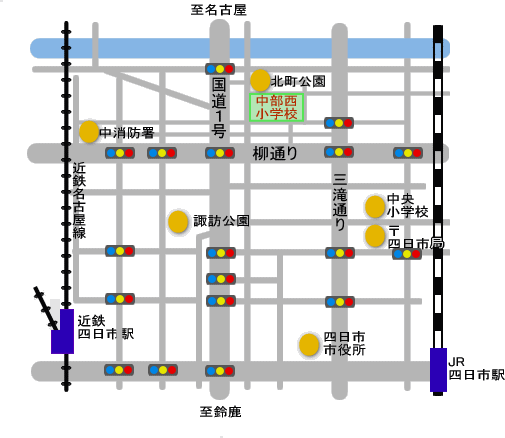 至名古屋
北町公園
国道1号
中部西
小学校
中消防署
柳通り
近鉄名古屋線
三滝通り
中央
小学校
諏訪公園
〒
四日市局
近鉄
四日市駅
四日市
市役所
JR
四日市駅
至鈴鹿